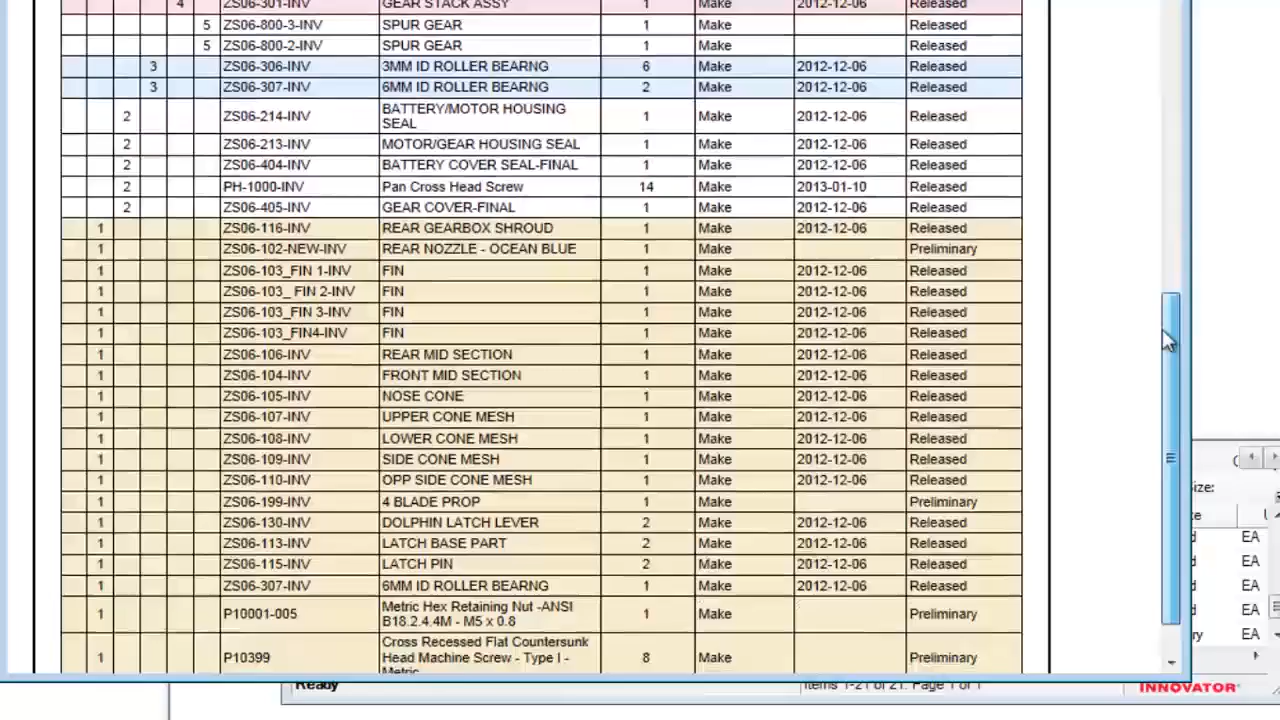 4 ZS06-301-INV GEAR STACK ASSY 1 Make 2012-12-06 Released
5 ZS06-800-3-INV SPUR GEAR 1 Make Released
5 ZS06-800-2-INV SPUR GEAR 1 Make Released
3 ZS06-306-INV 3MM ID ROLLER BEARNG 6 Make 2012-12-06 Released
3 ZS06-307-INV 6MM ID ROLLER BEARNG 2 Make 2012-12-06 Released
2 ZS06-214-INV BATTERY/MOTOR HOUSING 1 Make 2012-12-06 Released
SEAL
2 ZS06-213-INV MOTOR/GEAR HOUSING SEAL 1 Make 2012-12-06 Released
2 ZS06-404-INV BATTERY COVER SEAL-FINAL 1 Make 2012-12-06 Released
2 PH-1000-INV Pan Cross Head Screw 14 Make 2013-01-10 Released
2 ZS06-405-INV GEAR COVER-FINAL 1 Make 2012-12-06 Released
1 ZS06-116-INV REAR GEARBOX SHROUD 1 Make 2012-12-06 Released
1 ZS06-102-NEW-INV REAR NOZZLE - OCEAN BLUE 1 Make Preliminary
1 ZS06-103_FIN 1-INV FIN 1 Make 2012-12-06 Released
1 ZS06-103_ FIN 2-INV FIN 1 Make 2012-12-06 Released
1 ZS06-103_FIN 3-INV FIN 1 Make 2012-12-06 Released
1 ZS06-103_FIN4-INV FIN 1 Make 2012-12-06 Released
1 ZS06-106-INV REAR MID SECTION 1 Make 2012-12-06 Released
1 ZS06-104-INV FRONT MID SECTION 1 Make 2012-12-06 Released
1 ZS06-105-INV NOSE CONE 1 Make 2012-12-06 Released
1 ZS06-107-INV UPPER CONE MESH 1 Make 2012-12-06 Released
1 ZS06-108-INV LOWER CONE MESH 1 Make 2012-12-06 Released
1 ZS06-109-INV SIDE CONE MESH 1 Make 2012-12-06 Released
1 ZS06-110-INV OPP SIDE CONE MESH 1 Make 2012-12-06 Released
1 ZS06-199-INV 4 BLADE PROP 1 Make Preliminary
1 ZS06-130-INV DOLPHIN LATCH LEVER 2 Make 2012-12-06 Released
1 ZS06-113-INV LATCH BASE PART 2 Make 2012-12-06 Released
1 ZS06-115-INV LATCH PIN 2 Make 2012-12-06 Released
1 ZS06-307-INV 6MM ID ROLLER BEARNG 1 Make 2012-12-06 Released
1 P10001-005 Metric Hex Retaining Nut -ANSI 1 Make Preliminary
B18.2.4.4M - M5 x 0.8
1 P10399 Cross Recessed Flat Countersunk 8 Make Preliminary
Head Machine Screw - Type I -
Metric
Size:
EA
EA
EA
EA
EA
Ready Items 1-21 of 21. Page 1 of 1 INNOVATOR